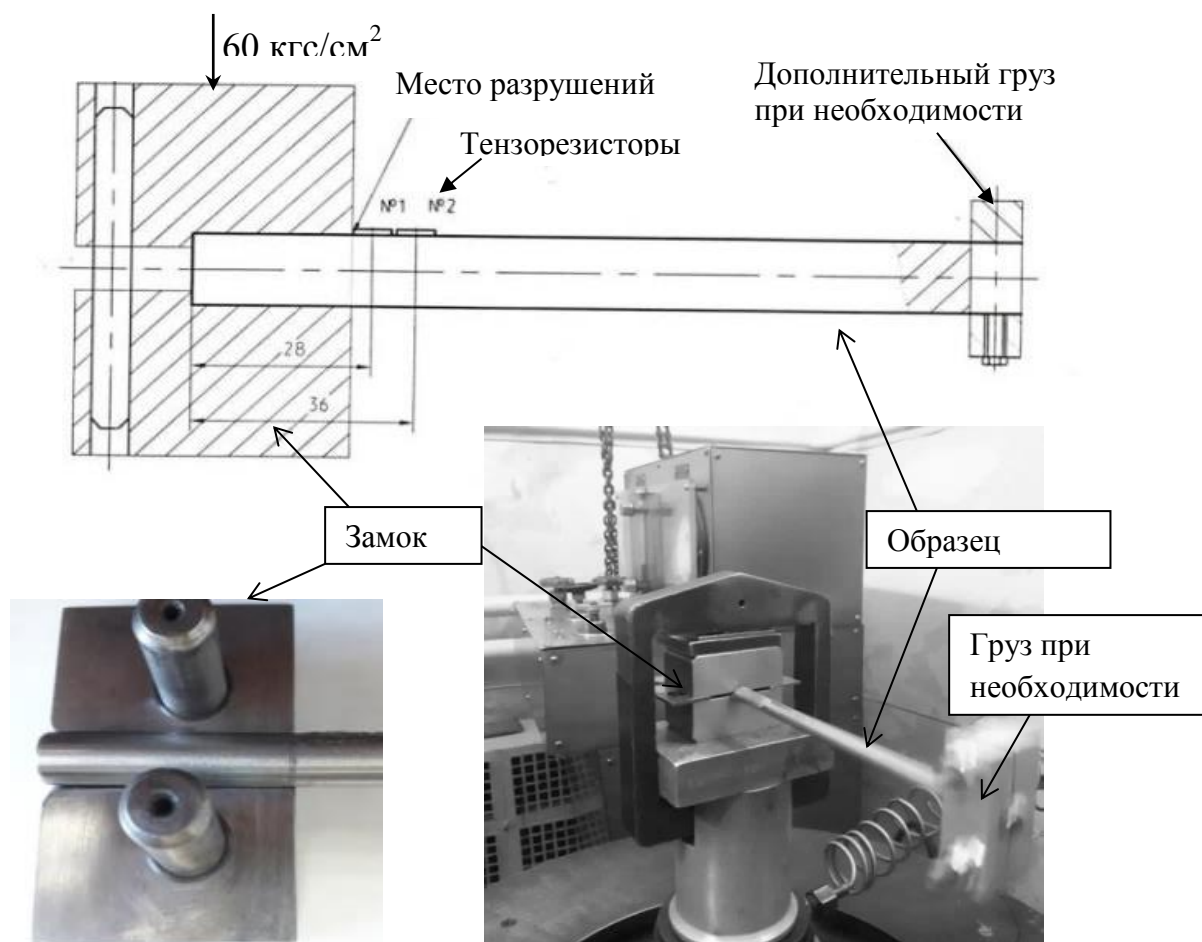 60 кгс/см²
Место разрушений
Дополнительный груз
при необходимости
Тензорезисторы
№1 №2
28
36
Замок
Образец
Груз при
необходимости